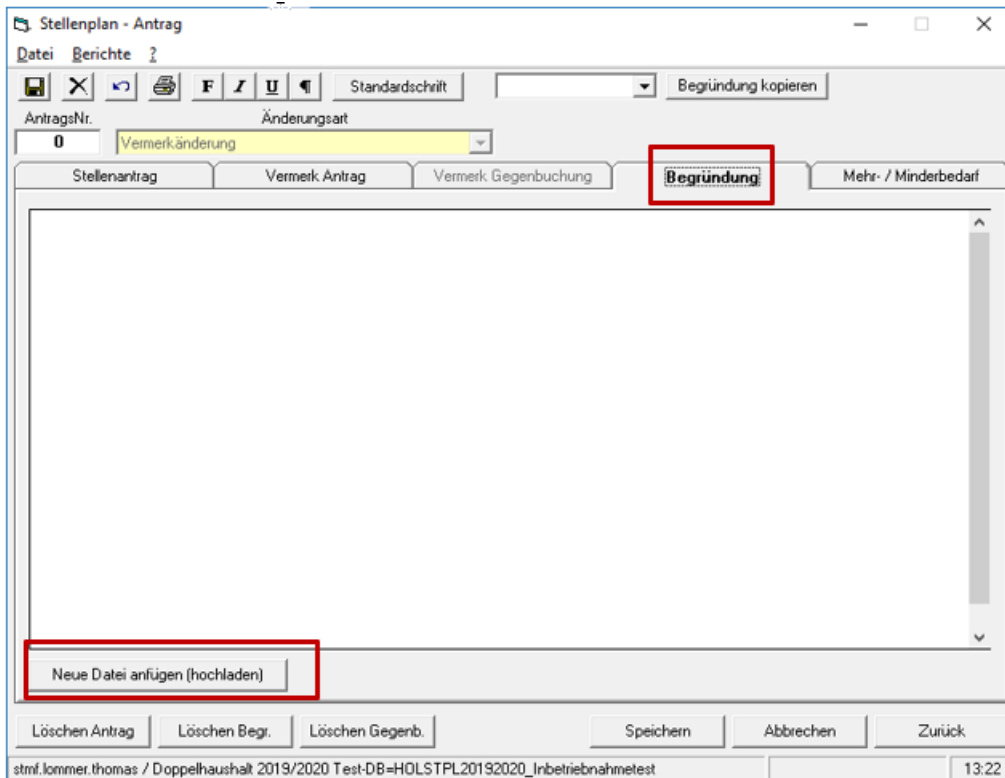 Stellenplan - Antrag
Datei Berichte ?
F I U ¶ Standardschrift Begründung kopieren
AntragsNr. Änderungsart
0 Vermerkänderung
Stellenantrag Vermerk Antrag Vermerk Gegenbuchung Begründung Mehr- / Minderbedarf
Neue Datei anfügen (hochladen)
Löschen Antrag Löschen Begr. Löschen Gegenb. Speichern Abbrechen Zurück
stmf.lommer.thomas / Doppelhaushalt 2019/2020 Test-DB=HOLSTPL20192020_Inbetriebnahmetest 13:22